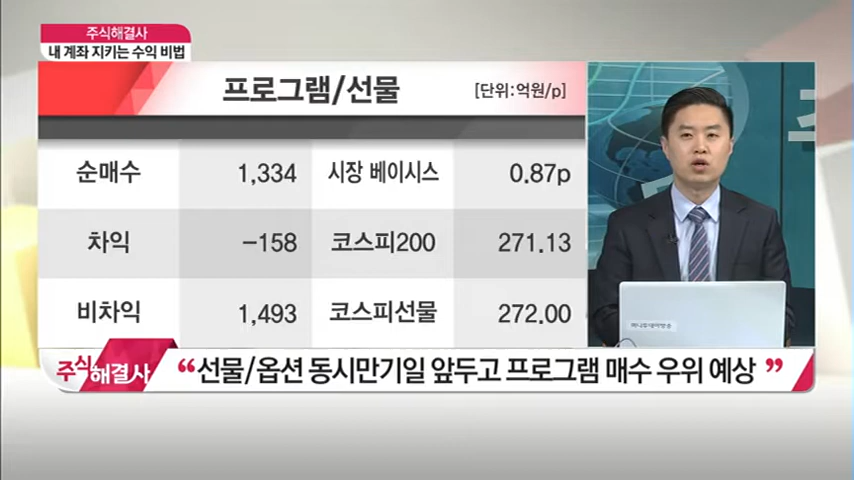 주식해결사
내 계좌 지키는 수익 비법
프로그램/선물 [단위:억원/p]
순매수 1,334 시장 베이시스 0.87p
차익 -158 코스피200 271.13
비차익 1,493 코스피선물 272.00
주식해결사
“선물/옵션 동시만기일 앞두고 프로그램 매수 우위 예상”